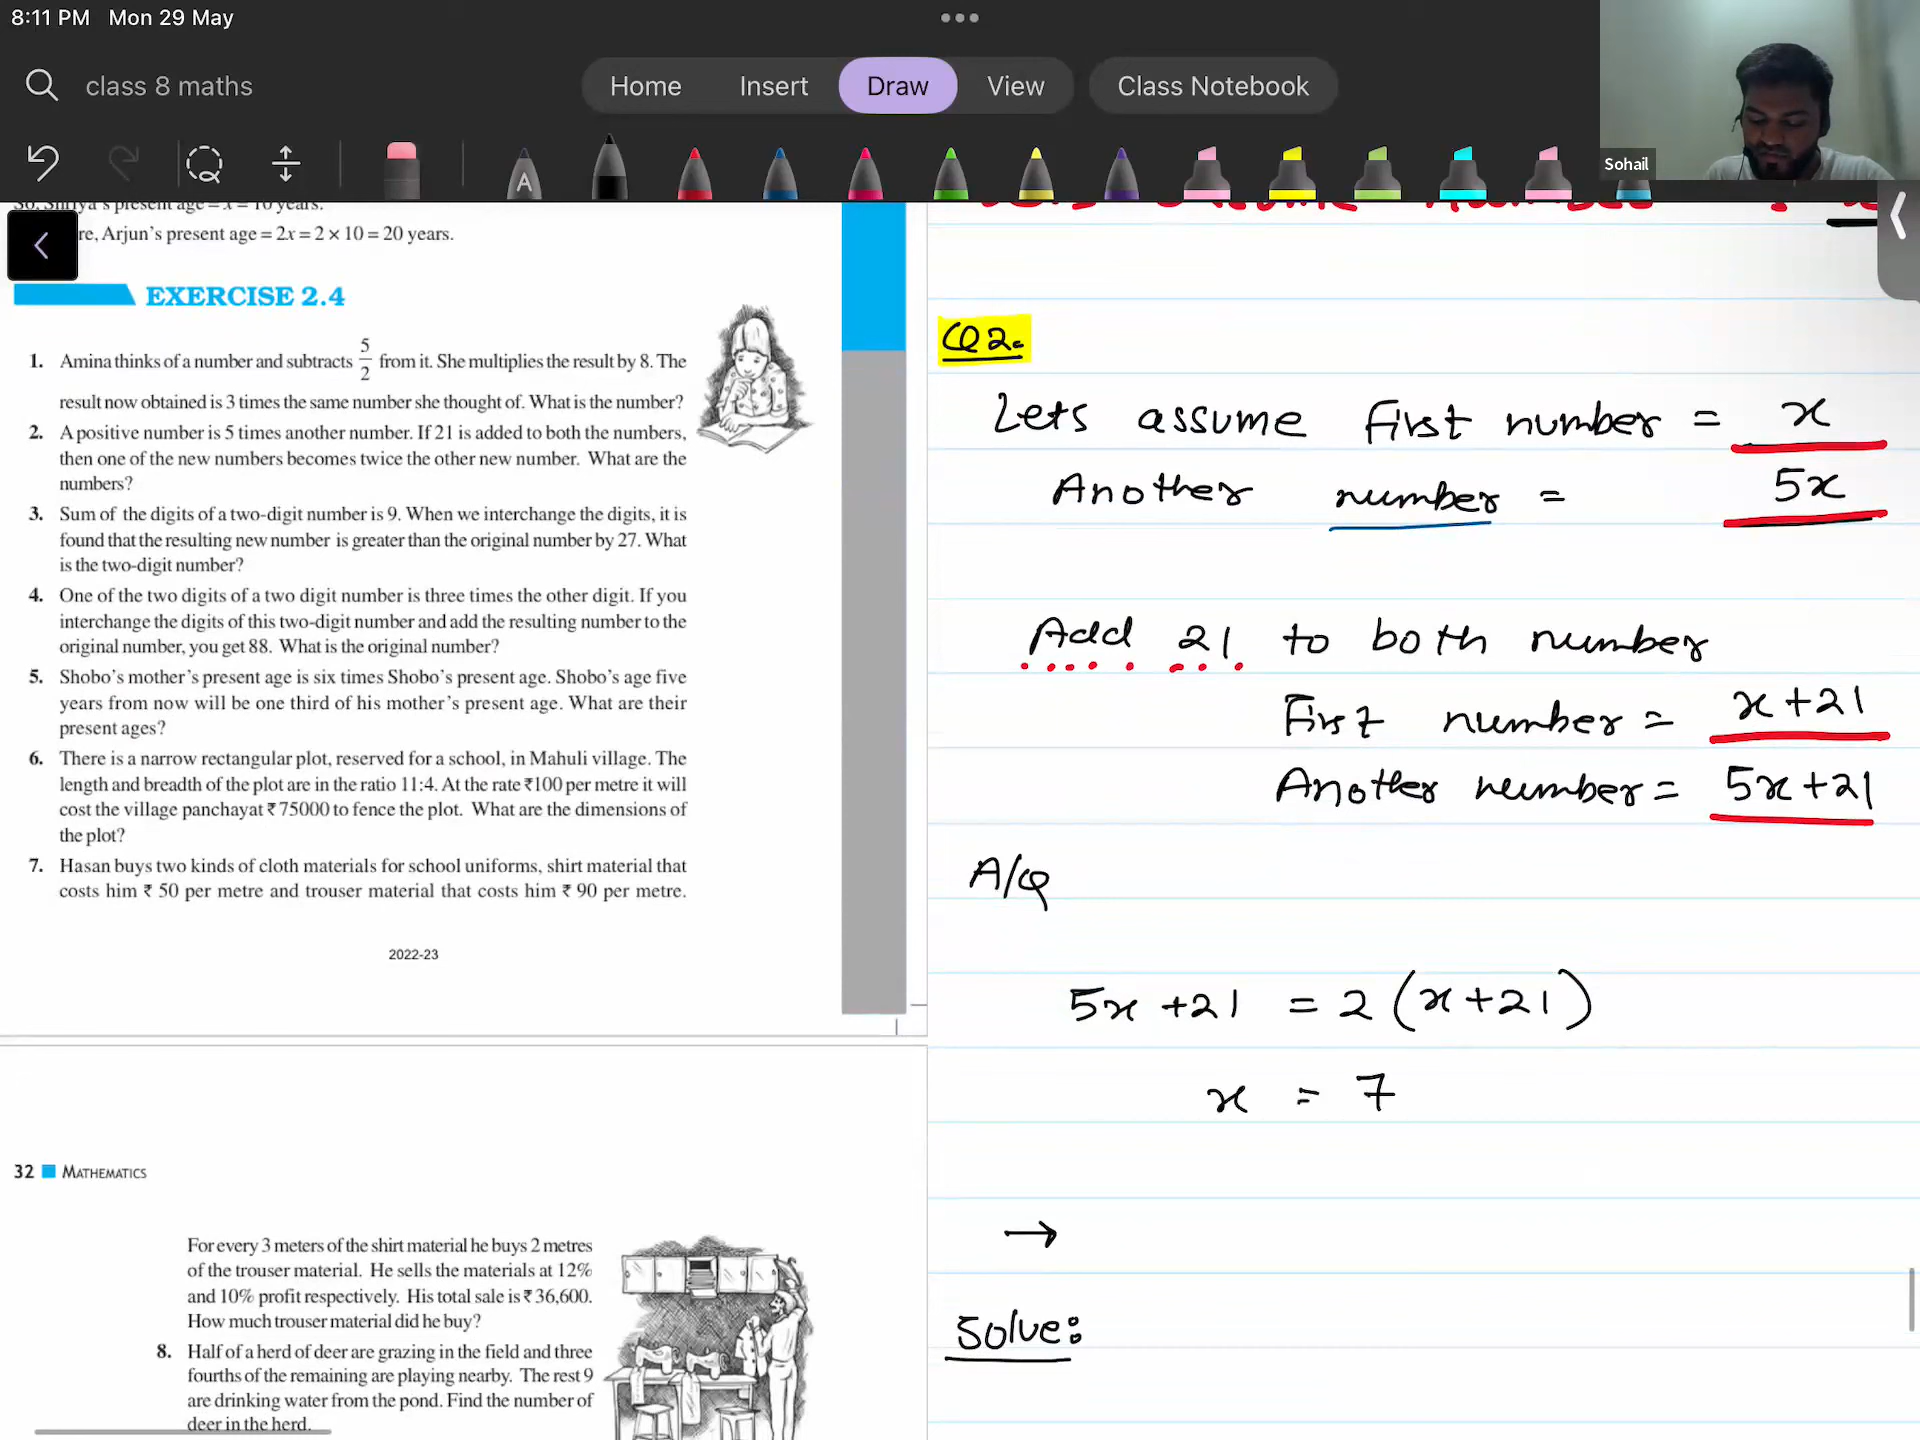 8:11 PM Mon 29 May
class 8 maths
Home Insert Draw View Class Notebook
A
Sohail
So, Shriya's present age = x = 10 years.
re, Arjun's present age = 2x = 2 × 10 = 20 years.
EXERCISE 2.4
1. Amina thinks of a number and subtracts 5/2 from it. She multiplies the result by 8. The
result now obtained is 3 times the same number she thought of. What is the number?
2. A positive number is 5 times another number. If 21 is added to both the numbers,
then one of the new numbers becomes twice the other new number. What are the
numbers?
3. Sum of the digits of a two-digit number is 9. When we interchange the digits, it is
found that the resulting new number is greater than the original number by 27. What
is the two-digit number?
4. One of the two digits of a two digit number is three times the other digit. If you
interchange the digits of this two-digit number and add the resulting number to the
original number, you get 88. What is the original number?
5. Shobo's mother's present age is six times Shobo's present age. Shobo's age five
years from now will be one third of his mother's present age. What are their
present ages?
6. There is a narrow rectangular plot, reserved for a school, in Mahuli village. The
length and breadth of the plot are in the ratio 11:4. At the rate ₹100 per metre it will
cost the village panchayat ₹ 75000 to fence the plot. What are the dimensions of
the plot?
7. Hasan buys two kinds of cloth materials for school uniforms, shirt material that
costs him ₹ 50 per metre and trouser material that costs him ₹ 90 per metre.
2022-23
32 MATHEMATICS
For every 3 meters of the shirt material he buys 2 metres
of the trouser material. He sells the materials at 12%
and 10% profit respectively. His total sale is ₹ 36,600.
How much trouser material did he buy?
8. Half of a herd of deer are grazing in the field and three
fourths of the remaining are playing nearby. The rest 9
are drinking water from the pond. Find the number of
deer in the herd.
Q2.
Lets assume first number = x
Another number = 5x
Add 21 to both number
First number = x+21
Another number = 5x+21
A/Q
5x +21 = 2 (x+21)
x = 7
→
Solve: